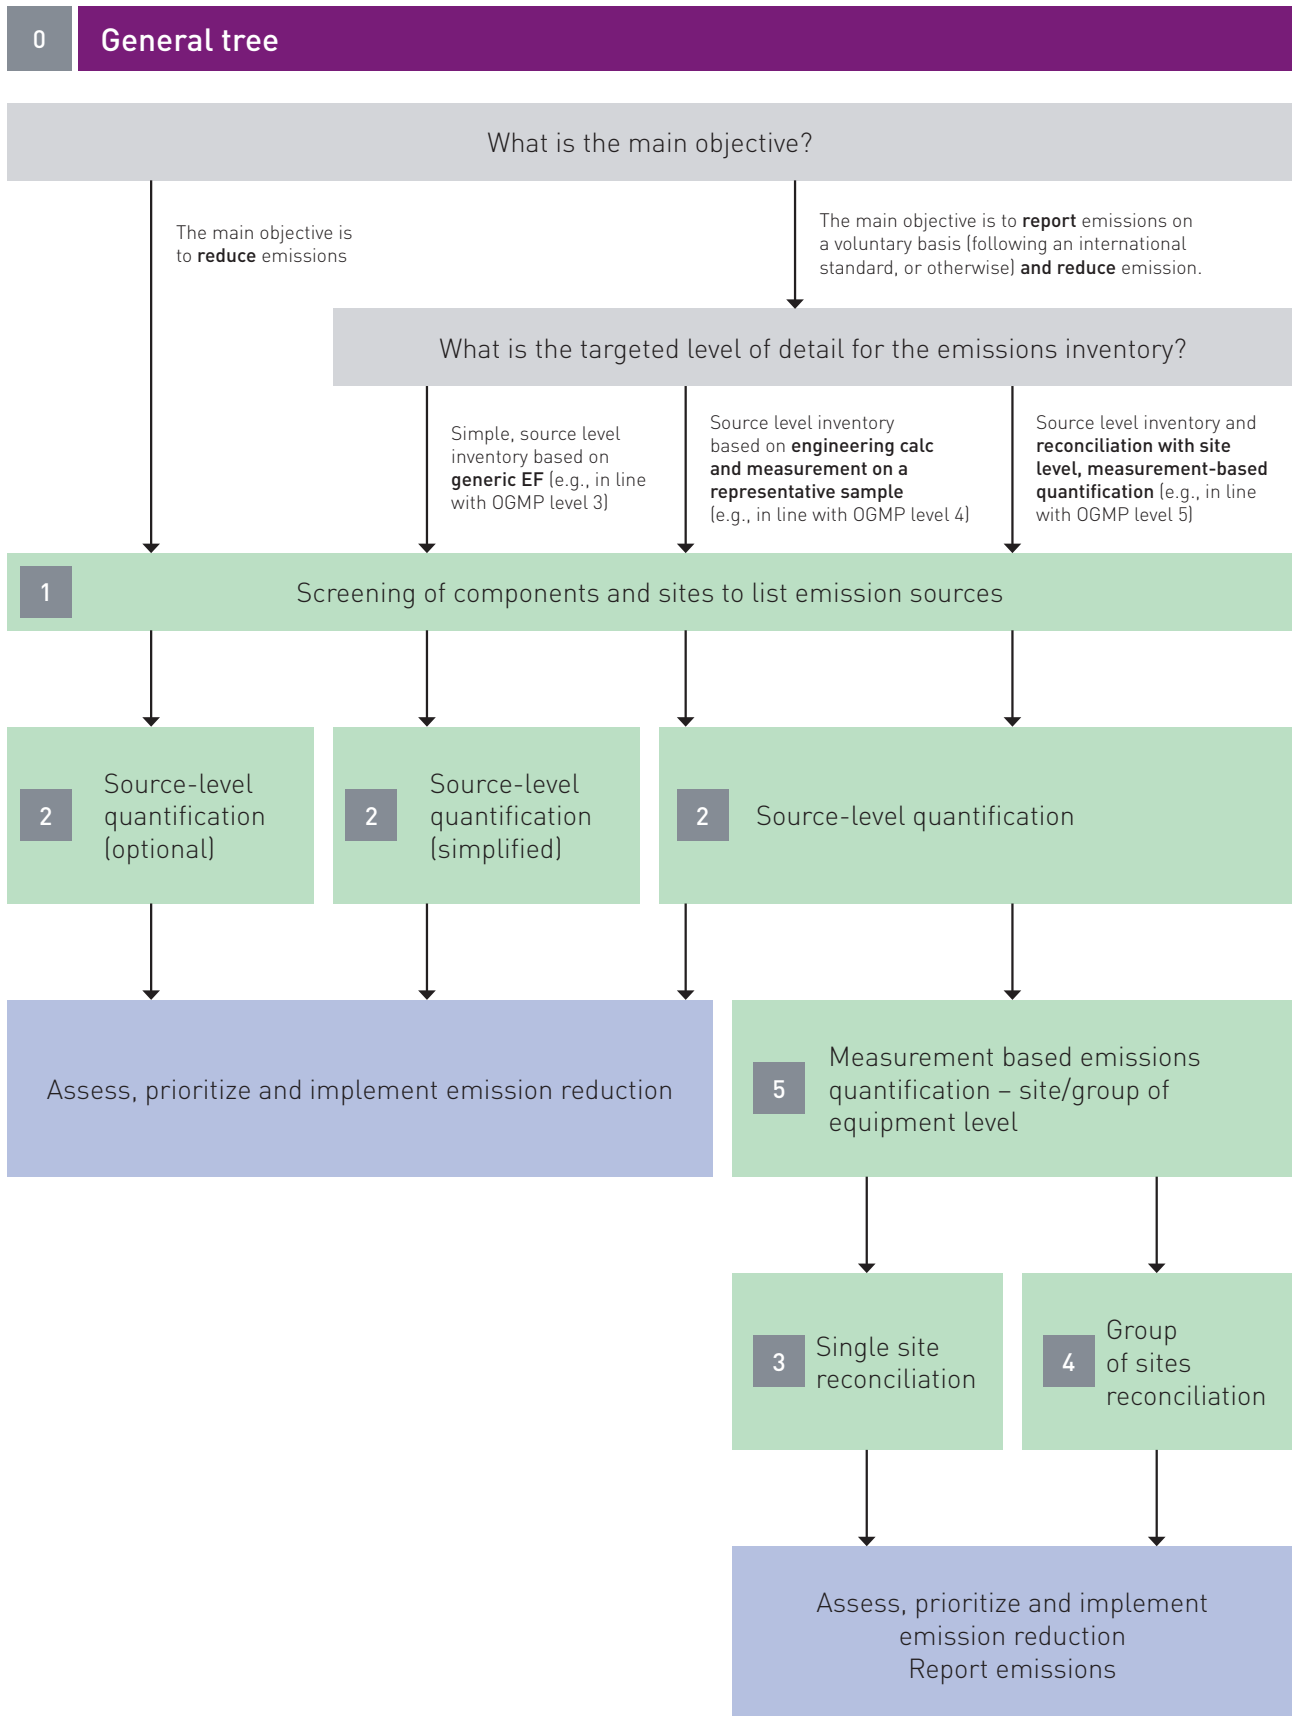 0
General tree
What is the main objective?
The main objective is
to reduce emissions
The main objective is to report emissions on
a voluntary basis (following an international
standard, or otherwise) and reduce emission.
What is the targeted level of detail for the emissions inventory?
Simple, source level
inventory based on
generic EF (e.g., in line
with OGMP level 3)
Source level inventory
based on engineering calc
and measurement on a
representative sample
(e.g., in line with OGMP level 4)
Source level inventory and
reconciliation with site
level, measurement-based
quantification (e.g., in line
with OGMP level 5)
1
Screening of components and sites to list emission sources
2
Source-level
quantification
(optional)
2
Source-level
quantification
(simplified)
2
Source-level quantification
Assess, prioritize and implement emission reduction
5
Measurement based emissions
quantification – site/group of
equipment level
3
Single site
reconciliation
4
Group
of sites
reconciliation
Assess, prioritize and implement
emission reduction
Report emissions